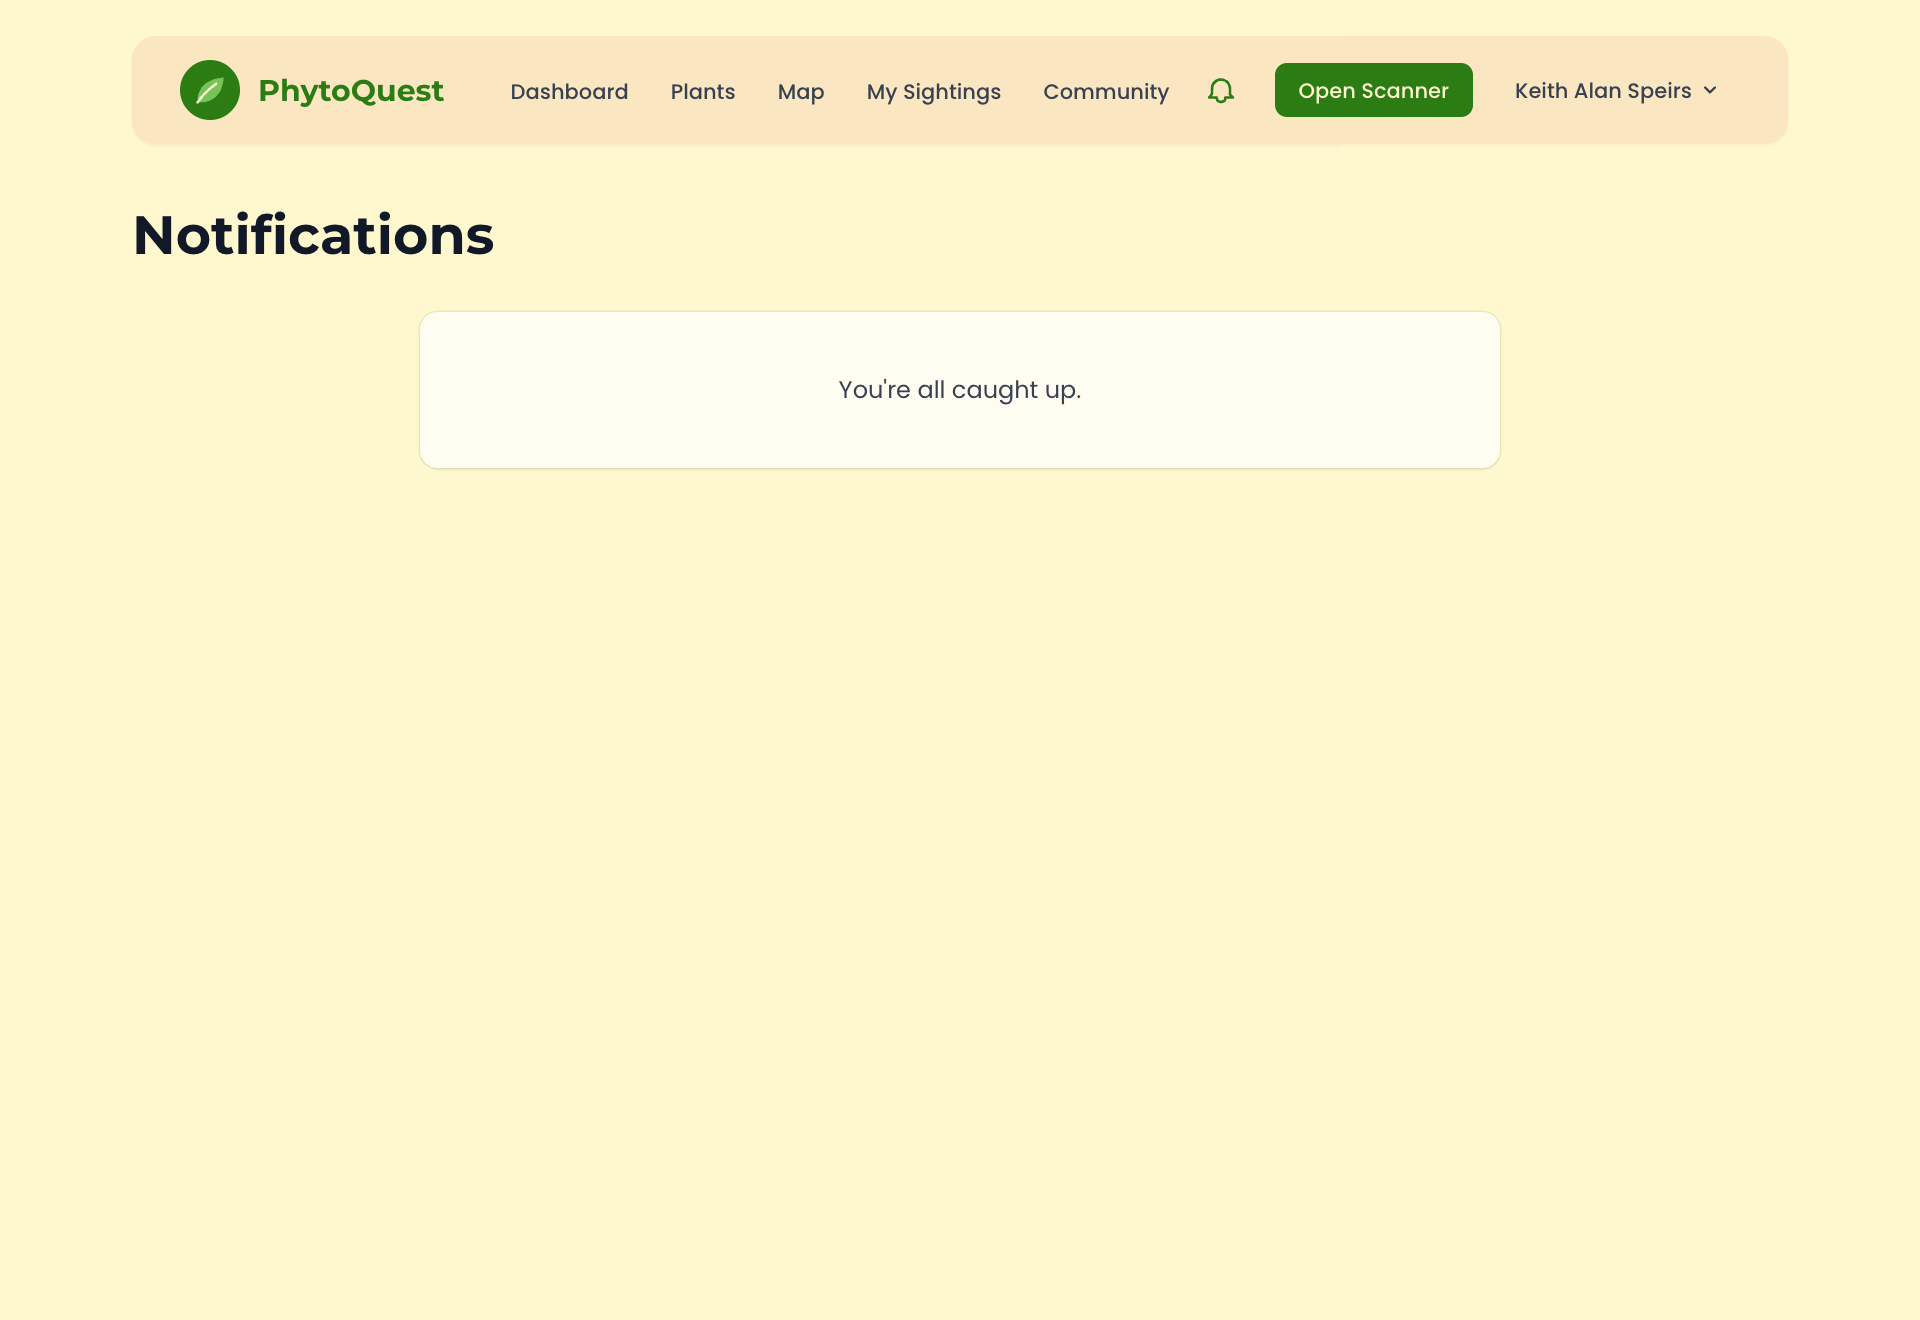 PhytoQuest Dashboard Plants Map My Sightings Community Open Scanner Keith Alan Speirs
Notifications
You're all caught up.